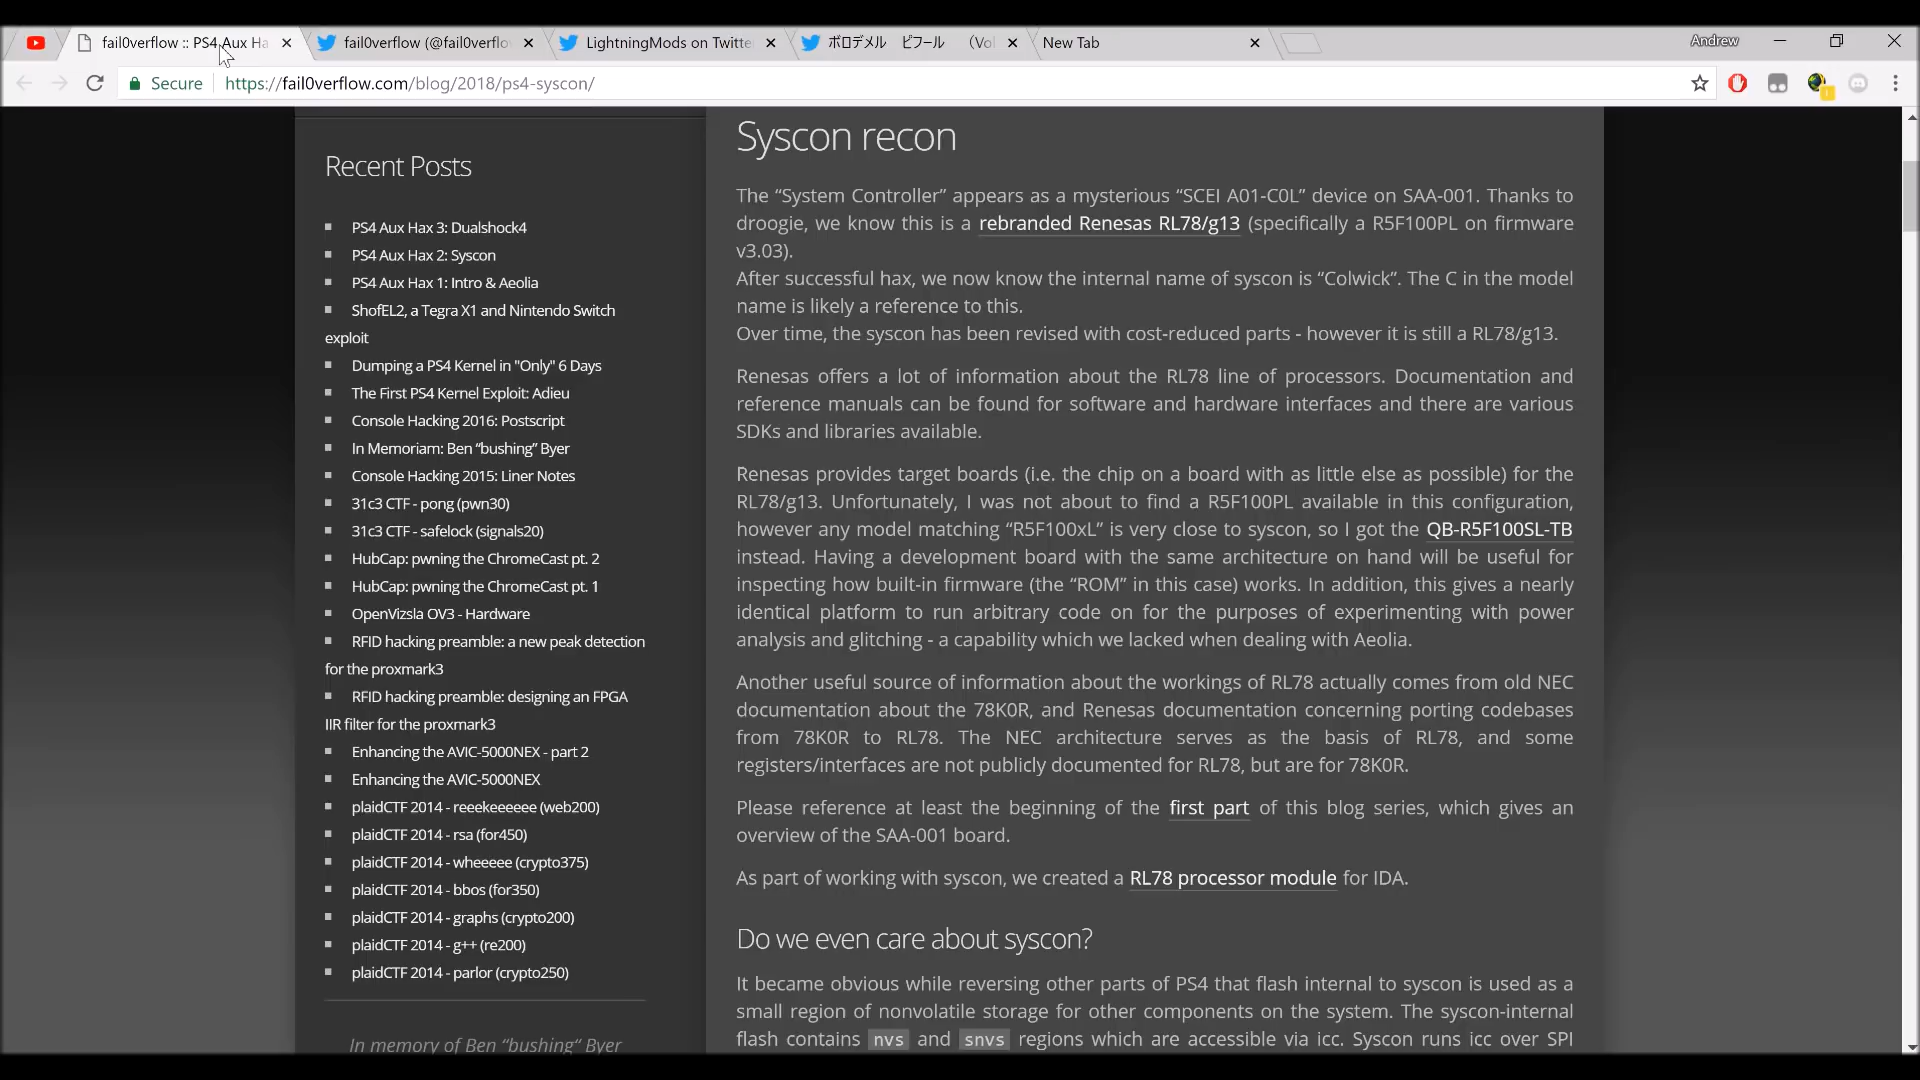 fail0verflow :: PS4 Aux Ha
fail0verflow (@fail0verflo
LightningMods on Twitte
ボロデメル ピフール (Vol
New Tab
Andrew
Secure
https://fail0verflow.com/blog/2018/ps4-syscon/
Recent Posts
PS4 Aux Hax 3: Dualshock4
PS4 Aux Hax 2: Syscon
PS4 Aux Hax 1: Intro & Aeolia
ShofEL2, a Tegra X1 and Nintendo Switch
exploit
Dumping a PS4 Kernel in "Only" 6 Days
The First PS4 Kernel Exploit: Adieu
Console Hacking 2016: Postscript
In Memoriam: Ben “bushing” Byer
Console Hacking 2015: Liner Notes
31c3 CTF - pong (pwn30)
31c3 CTF - safelock (signals20)
HubCap: pwning the ChromeCast pt. 2
HubCap: pwning the ChromeCast pt. 1
OpenVizsla OV3 - Hardware
RFID hacking preamble: a new peak detection
for the proxmark3
RFID hacking preamble: designing an FPGA
IIR filter for the proxmark3
Enhancing the AVIC-5000NEX - part 2
Enhancing the AVIC-5000NEX
plaidCTF 2014 - reeekeeeeee (web200)
plaidCTF 2014 - rsa (for450)
plaidCTF 2014 - wheeeee (crypto375)
plaidCTF 2014 - bbos (for350)
plaidCTF 2014 - graphs (crypto200)
plaidCTF 2014 - g++ (re200)
plaidCTF 2014 - parlor (crypto250)
In memory of Ben “bushing“ Byer
Syscon recon
The “System Controller” appears as a mysterious “SCEI A01-C0L” device on SAA-001. Thanks to
droogie, we know this is a rebranded Renesas RL78/g13 (specifically a R5F100PL on firmware
v3.03).
After successful hax, we now know the internal name of syscon is “Colwick”. The C in the model
name is likely a reference to this.
Over time, the syscon has been revised with cost-reduced parts - however it is still a RL78/g13.
Renesas offers a lot of information about the RL78 line of processors. Documentation and
reference manuals can be found for software and hardware interfaces and there are various
SDKs and libraries available.
Renesas provides target boards (i.e. the chip on a board with as little else as possible) for the
RL78/g13. Unfortunately, I was not about to find a R5F100PL available in this configuration,
however any model matching “R5F100xL” is very close to syscon, so I got the QB-R5F100SL-TB
instead. Having a development board with the same architecture on hand will be useful for
inspecting how built-in firmware (the “ROM” in this case) works. In addition, this gives a nearly
identical platform to run arbitrary code on for the purposes of experimenting with power
analysis and glitching - a capability which we lacked when dealing with Aeolia.
Another useful source of information about the workings of RL78 actually comes from old NEC
documentation about the 78K0R, and Renesas documentation concerning porting codebases
from 78K0R to RL78. The NEC architecture serves as the basis of RL78, and some
registers/interfaces are not publicly documented for RL78, but are for 78K0R.
Please reference at least the beginning of the first part of this blog series, which gives an
overview of the SAA-001 board.
As part of working with syscon, we created a RL78 processor module for IDA.
Do we even care about syscon?
It became obvious while reversing other parts of PS4 that flash internal to syscon is used as a
small region of nonvolatile storage for other components on the system. The syscon-internal
flash contains nvs and snvs regions which are accessible via icc. Syscon runs icc over SPI